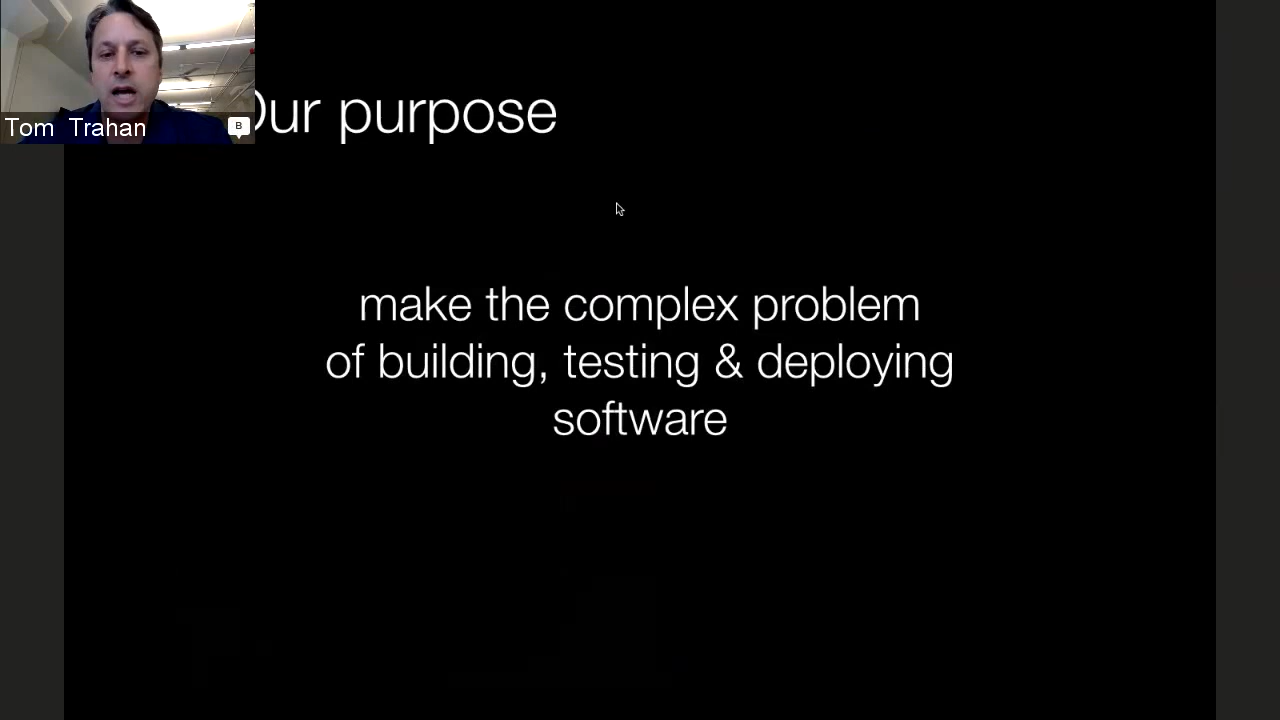 Our purpose
Tom Trahan
B
make the complex problem
of building, testing & deploying
software